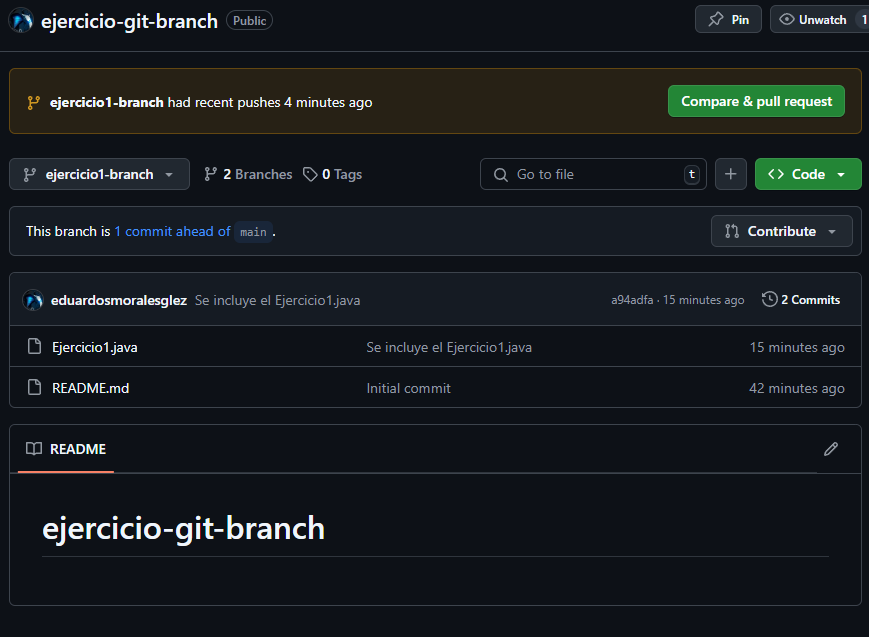 ejercicio-git-branch Public Pin Unwatch 1
ejercicio1-branch had recent pushes 4 minutes ago Compare & pull request
ejercicio1-branch 2 Branches 0 Tags Go to file t + <> Code
This branch is 1 commit ahead of main . Contribute
eduardosmoralesglez Se incluye el Ejercicio1.java a94adfa · 15 minutes ago 2 Commits
Ejercicio1.java Se incluye el Ejercicio1.java 15 minutes ago
README.md Initial commit 42 minutes ago
README
ejercicio-git-branch